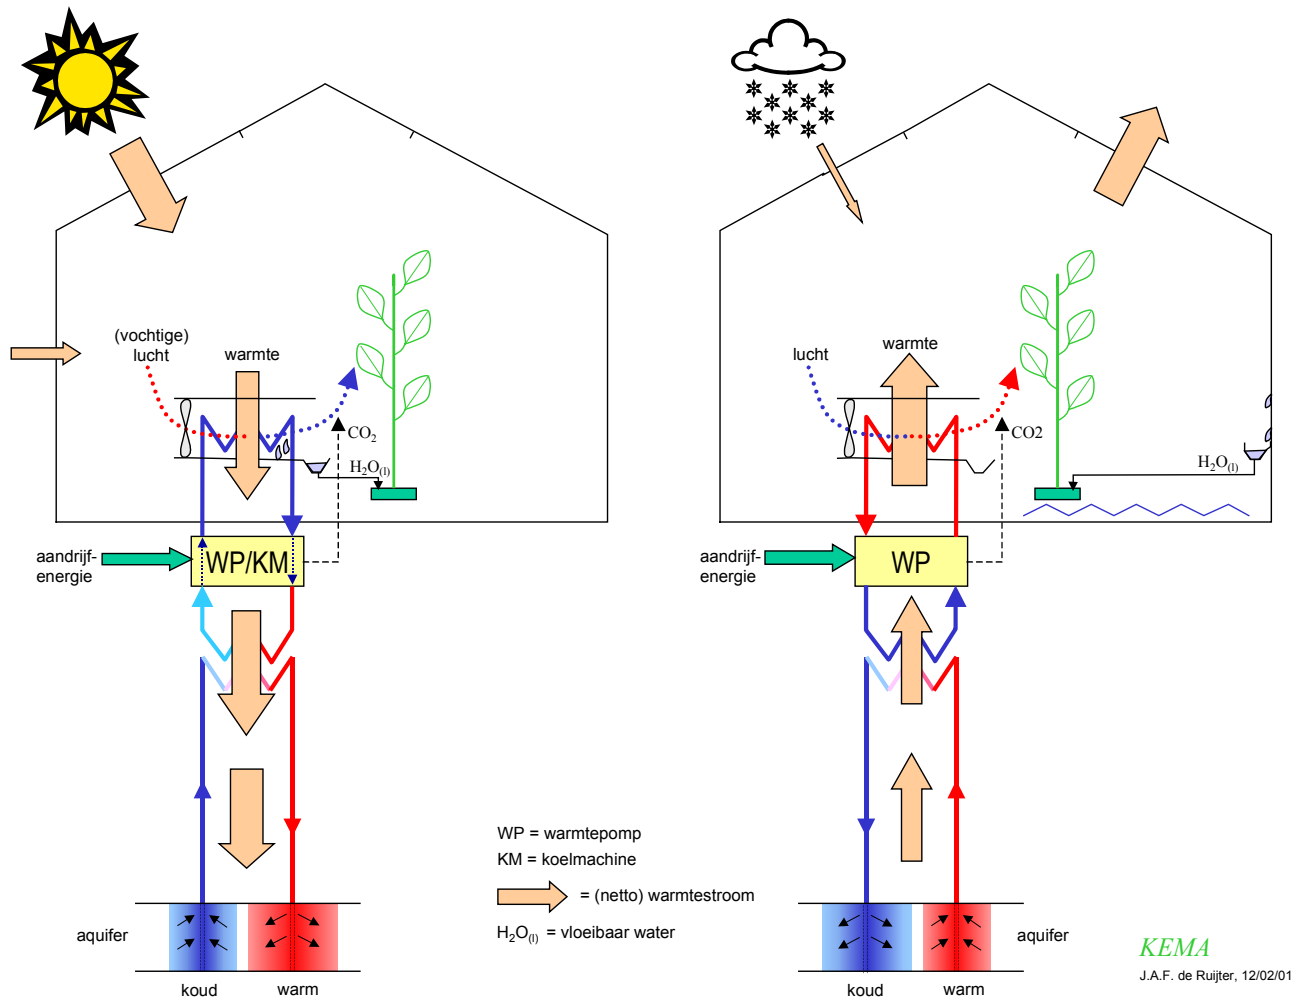 (vochtige)
lucht
warmte
CO2
H2O(l)
aandrijf-
energie
WP/KM
aquifer
koud
warm
lucht
warmte
CO2
H2O(l)
aandrijf-
energie
WP
WP = warmtepomp
KM = koelmachine
= (netto) warmtestroom
H2O(l) = vloeibaar water
aquifer
koud
warm
KEMA
J.A.F. de Ruijter, 12/02/01